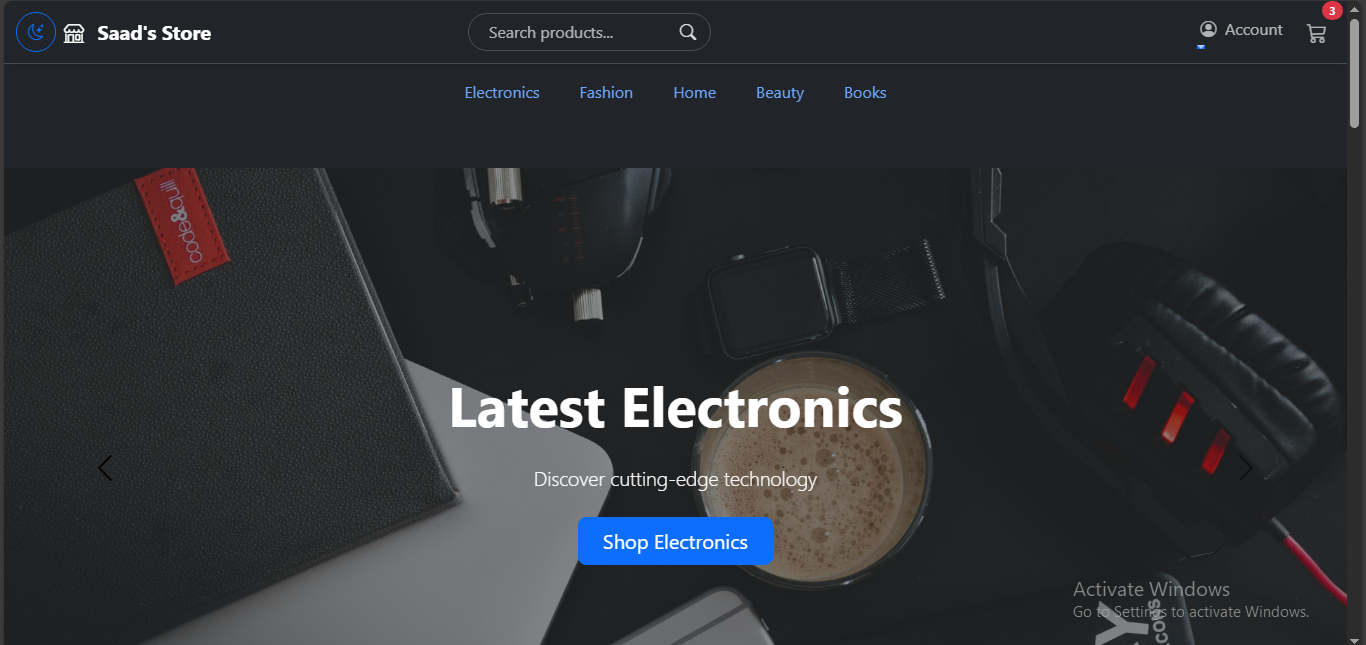 Saad's Store
Search products...
Account
3
Electronics
Fashion
Home
Beauty
Books
code&quill
Latest Electronics
Discover cutting-edge technology
Shop Electronics
Activate Windows
Go to Settings to activate Windows.